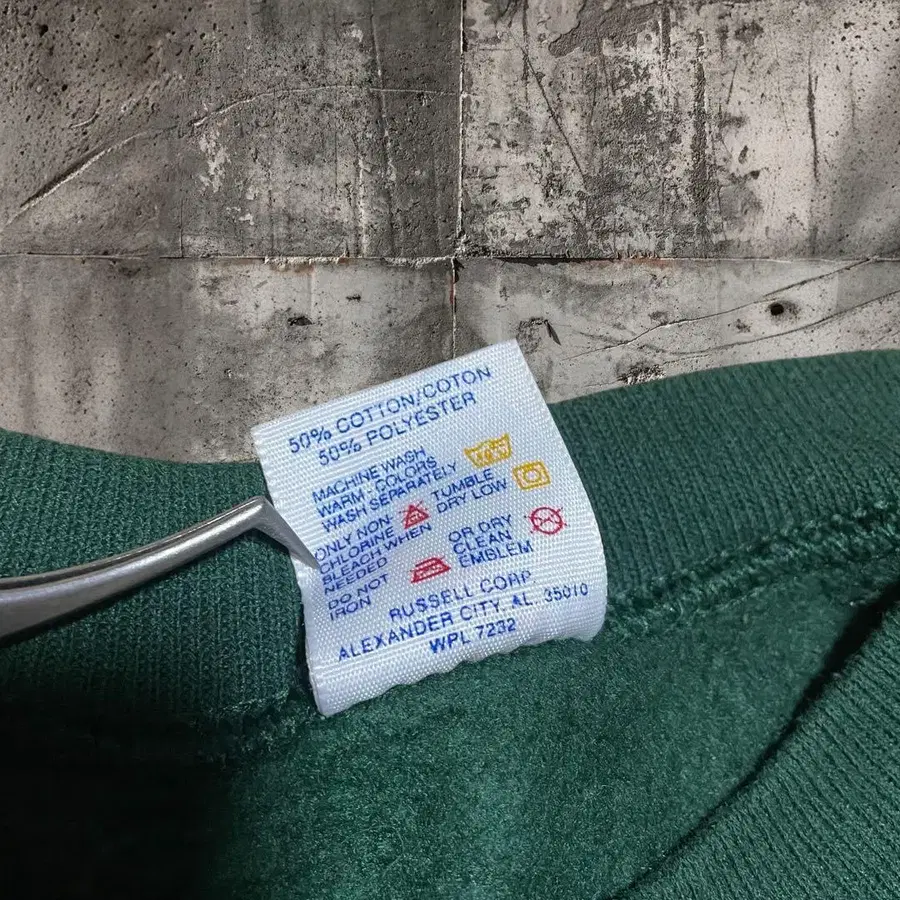 50% COTTON/COTON
50% POLYESTER
MACHINE WASH
WARM-COLORS
WASH SEPARATELY
TUMBLE
DRY LOW
ONLY NON-
CHLORINE
BLEACH WHEN
NEEDED
DO NOT
IRON
OR DRY
CLEAN
EMBLEM
RUSSELL CORP.
ALEXANDER CITY, AL 35010
WPL 7232